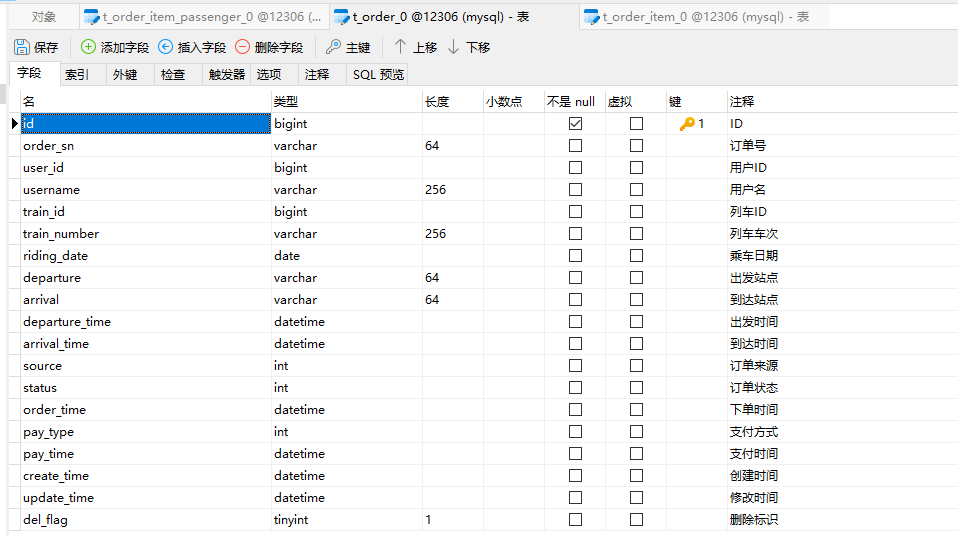 对象 t_order_item_passenger_0 @12306 (... t_order_0 @12306 (mysql) - 表 t_order_item_0 @12306 (mysql) - 表
保存 添加字段 插入字段 删除字段 主键 上移 下移
字段 索引 外键 检查 触发器 选项 注释 SQL 预览
名 类型 长度 小数点 不是 null 虚拟 键 注释
id bigint 1 ID
order_sn varchar 64 订单号
user_id bigint 用户ID
username varchar 256 用户名
train_id bigint 列车ID
train_number varchar 256 列车车次
riding_date date 乘车日期
departure varchar 64 出发站点
arrival varchar 64 到达站点
departure_time datetime 出发时间
arrival_time datetime 到达时间
source int 订单来源
status int 订单状态
order_time datetime 下单时间
pay_type int 支付方式
pay_time datetime 支付时间
create_time datetime 创建时间
update_time datetime 修改时间
del_flag tinyint 1 删除标识